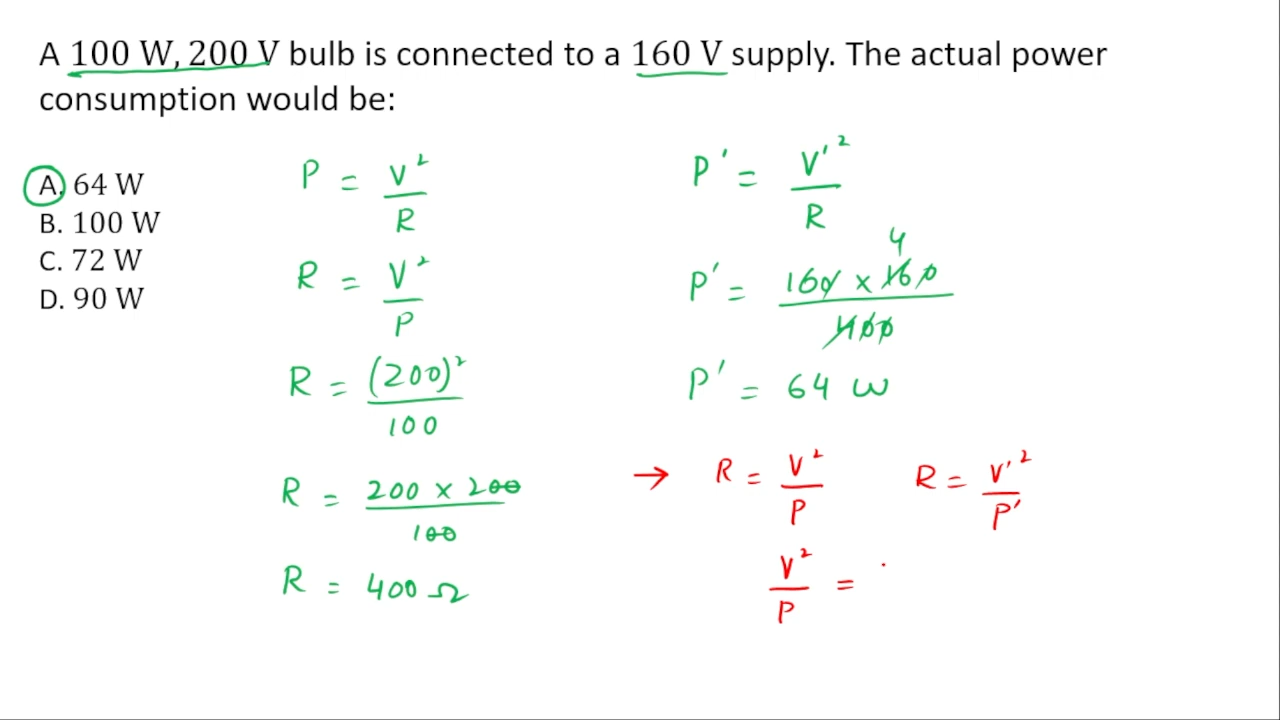 A 100 W, 200 V bulb is connected to a 160 V supply. The actual power
consumption would be:
A. 64 W
B. 100 W
C. 72 W
D. 90 W
P = V²/R
R = V²/P
R = (200)²/100
R = 200 × 200/100
R = 400 Ω
P' = V'²/R
4
P' = 160 × 160/400
P' = 64 W
→ R = V²/P R = V'²/P'
V²/P =